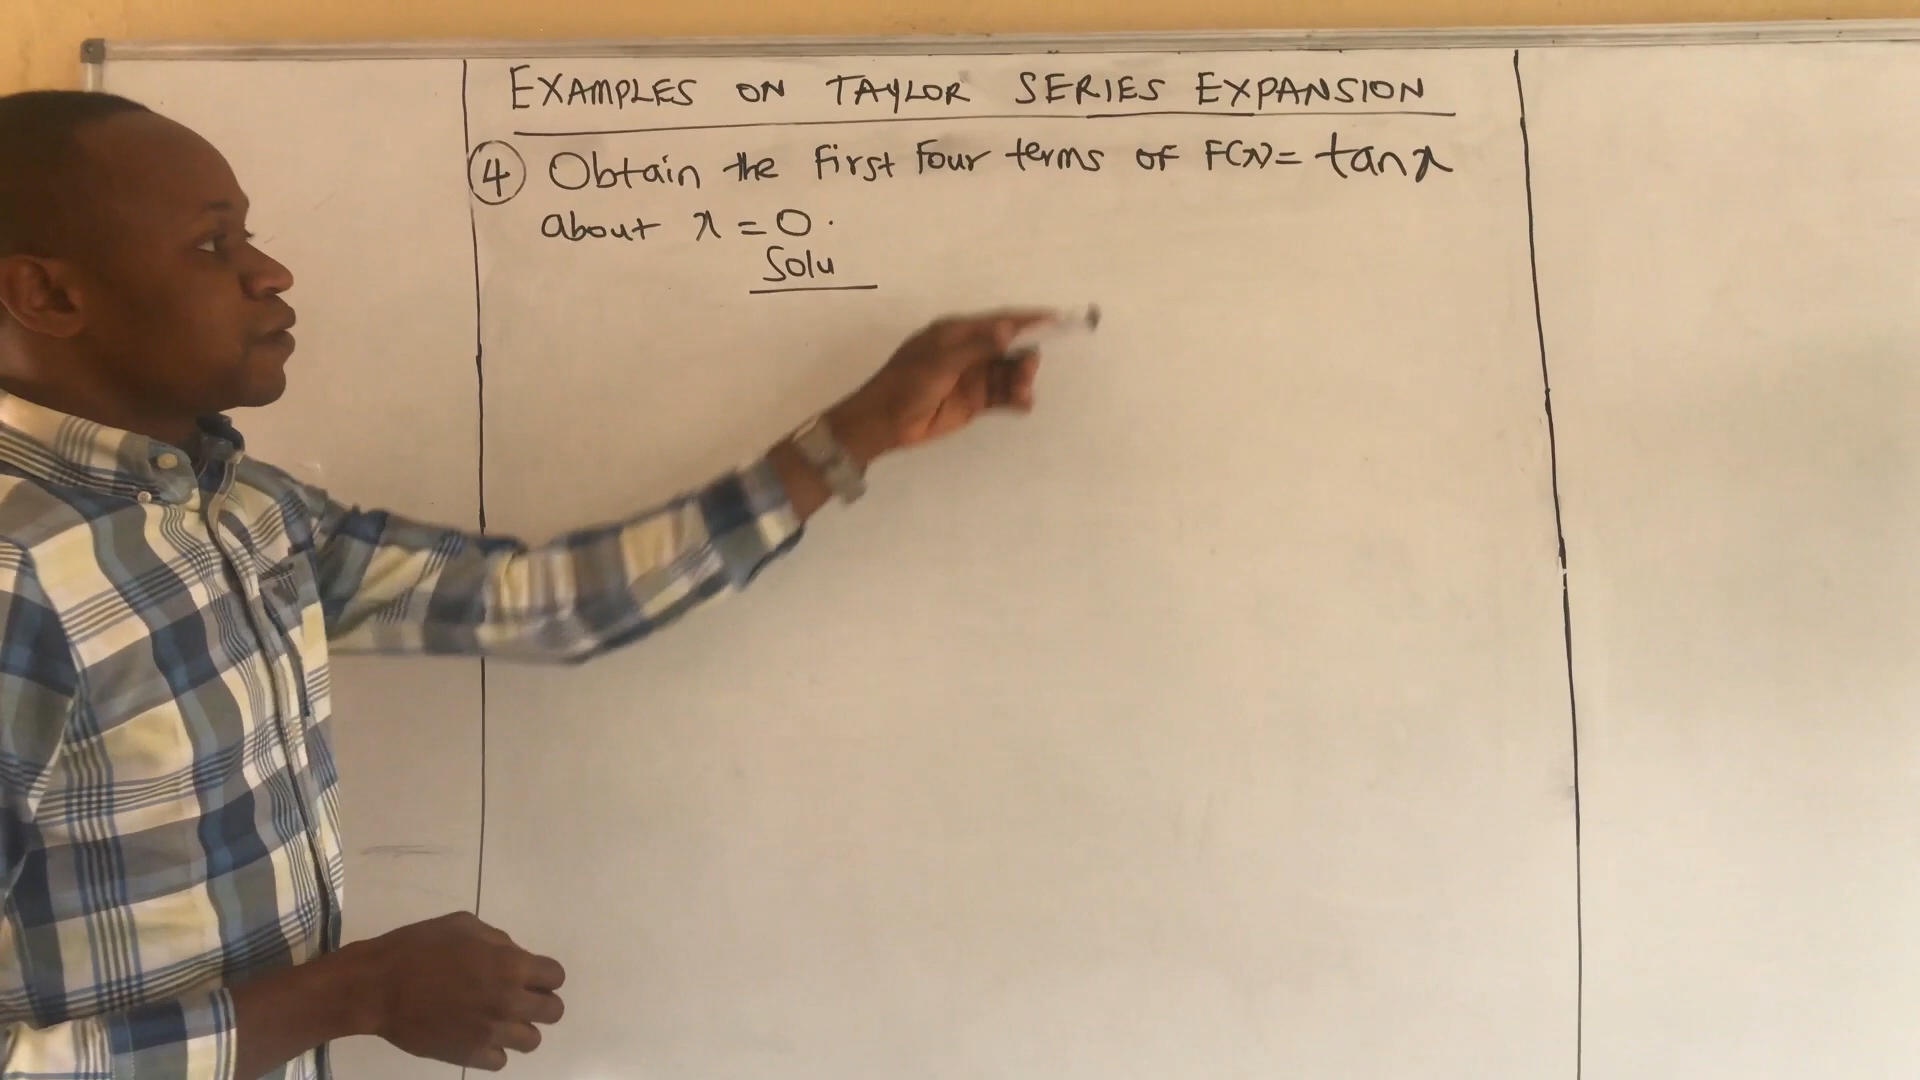 EXAMPLES ON TAYLOR SERIES EXPANSION
④ Obtain the First Four terms of F(x) = tan x
about x = 0.
Solu